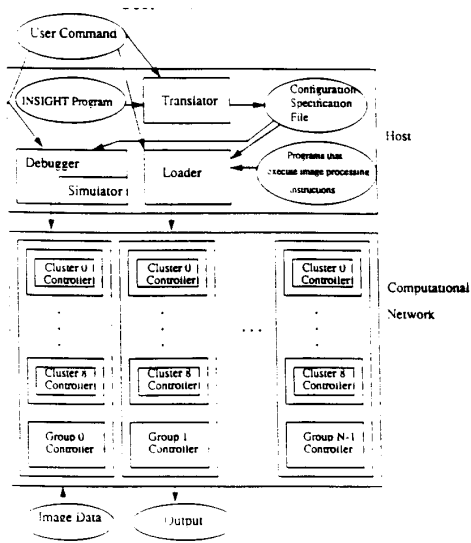 User Command
INSIGHT Program
Translator
Configuration
Specification
File
Host
Debugger
Simulator
Loader
Programs that
execute image processing
instructions
Cluster 0
Controller
Cluster 0
Controller
Cluster 0
Controller
Computational
Network
. . .
Cluster 8
Controller
Cluster 8
Controller
Cluster 8
Controller
Group 0
Controller
Group 1
Controller
Group N-1
Controller
Image Data
Output